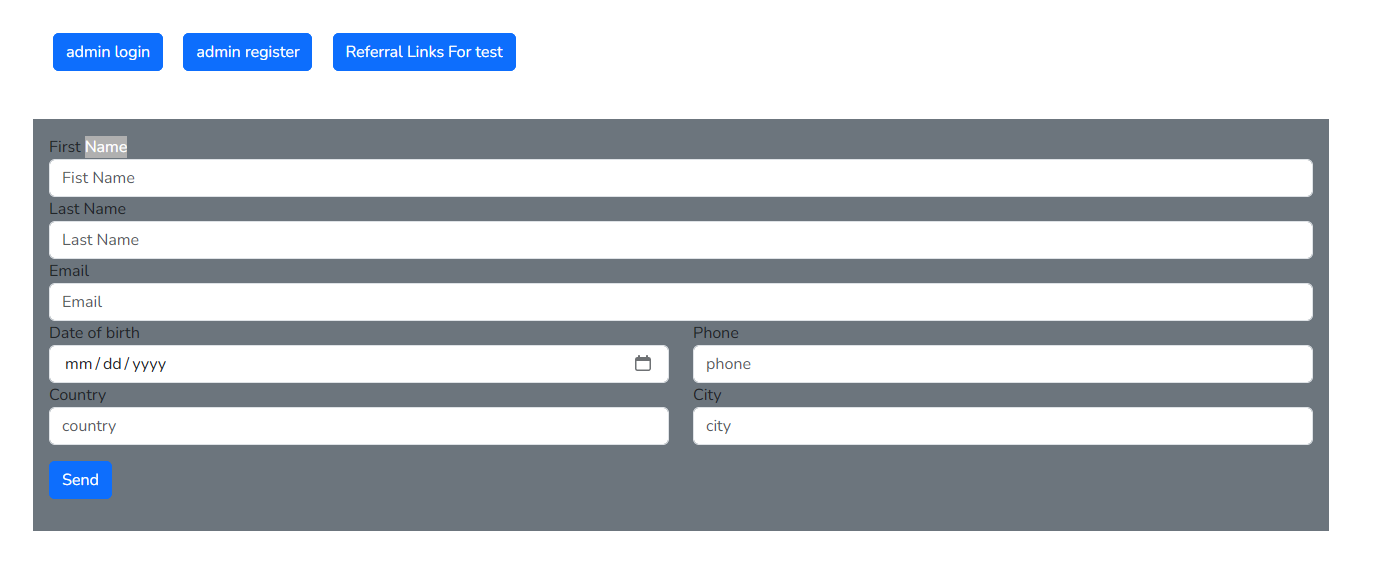 admin login admin register Referral Links For test
First Name
Fist Name
Last Name
Last Name
Email
Email
Date of birth Phone
mm/dd/yyyy phone
Country City
country city
Send